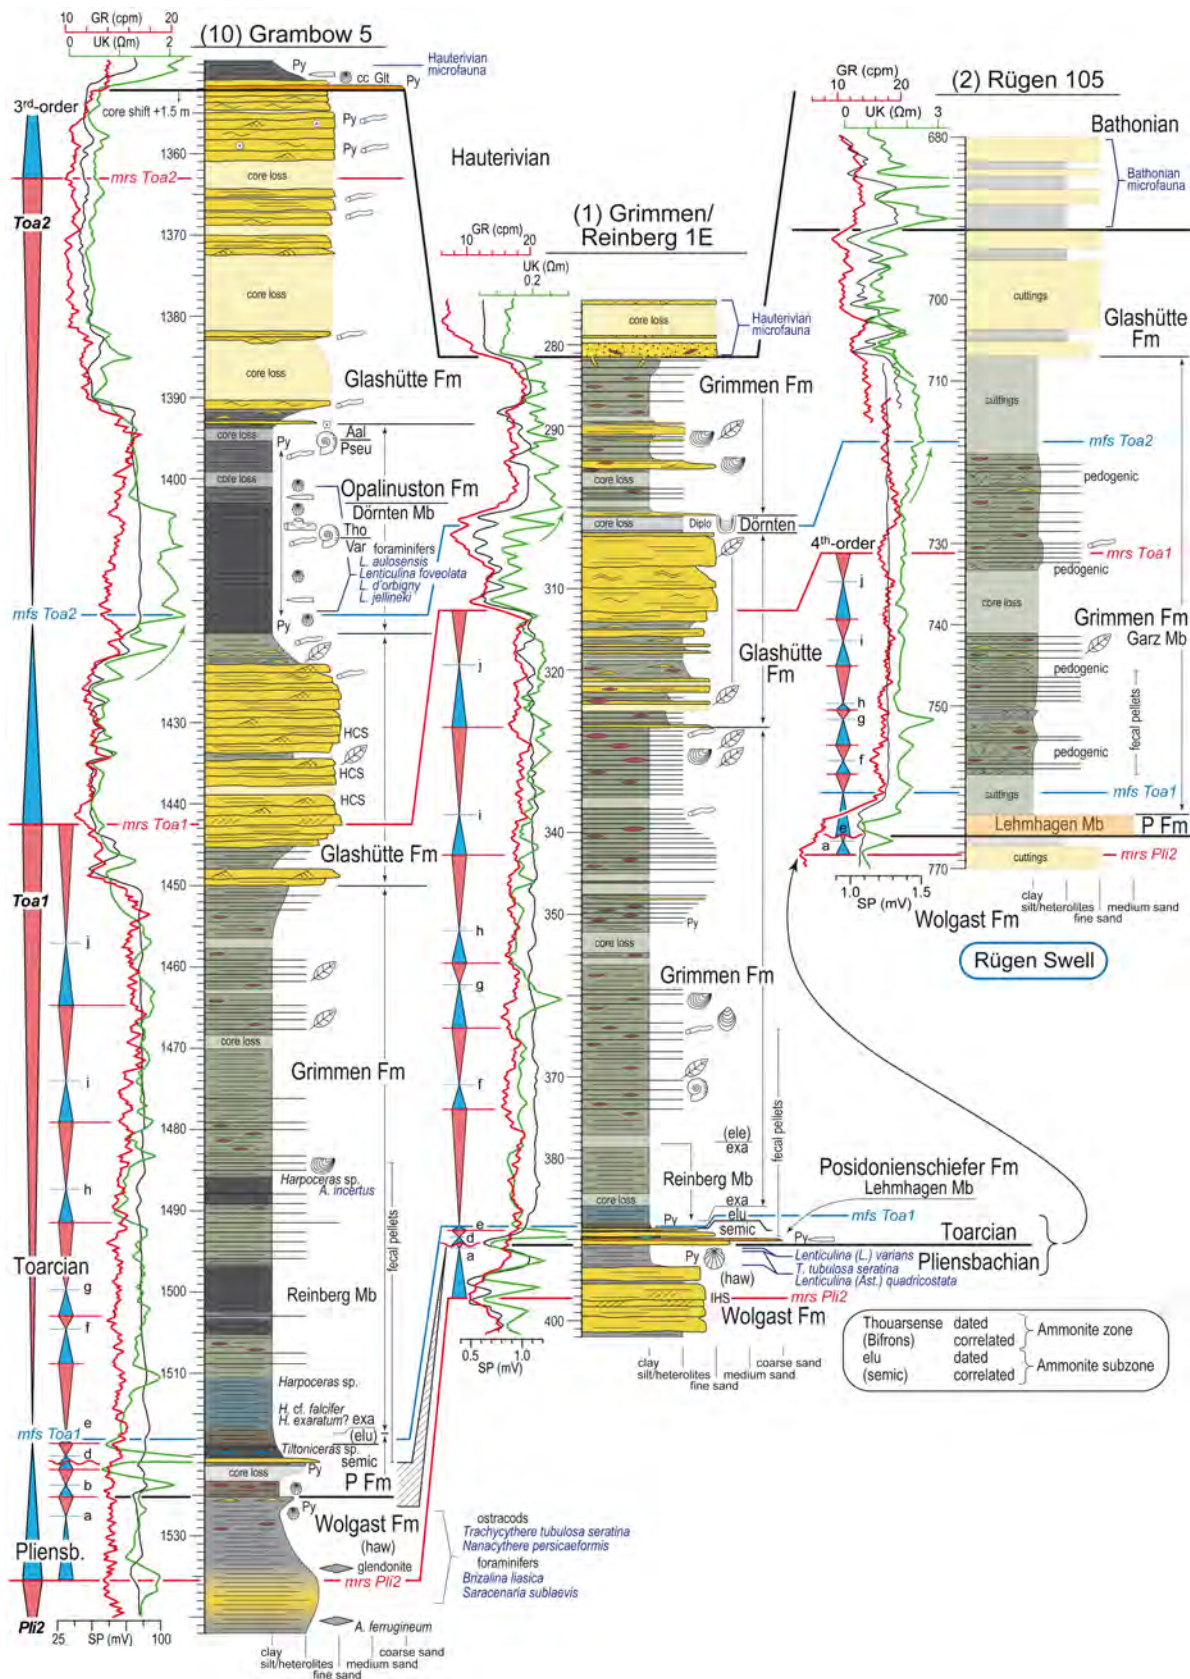 10 GR (cpm) 20
0 UK (Ωm) 2
(10) Grambow 5
Hauterivian
microfauna
Py
cc Glt
Py
3rd-order
core shift +1.5 m
Py
Py
1360
core loss
mrs Toa2
Toa2
1370
core loss
1380
core loss
1390
Glashütte Fm
core loss
Py
Aal
Pseu
core loss
1400
Opalinuston Fm
Dörnten Mb
Tho
Var
foraminifers
L. aulosensis
Lenticulina foveolata
L. d'orbigny
L. jellineki
mfs Toa2
Py
1430
HCS
HCS
HCS
1440
mrs Toa1
Glashütte Fm
1450
Toa1
j
1460
core loss
1470
Grimmen Fm
i
1480
Harpoceras sp.
A. incertus
h
1490
fecal pellets
Toarcian
g
Reinberg Mb
1500
f
1510
Harpoceras sp.
H. cf. falcifer
H. exaratum?
exa
(elu)
e
mfs Toa1
d
Tiltoniceras sp.
semic
Py
core loss
P Fm
b
Py
a
Wolgast Fm
(haw)
1530
Pliensb.
glendonite
mrs Pli2
Pli2
A. ferrugineum
25 SP (mV) 100
clay
silt/heterolites
fine sand
medium sand
coarse sand
ostracods
Trachycythere tubulosa seratina
Nanacythere persicaeformis
foraminifers
Brizalina liasica
Saracenaria sublaevis
Hauterivian
(1) Grimmen/
Reinberg 1E
GR (cpm)
10 20
UK (Ωm)
0.2
core loss
Hauterivian
microfauna
280
Grimmen Fm
290
core loss
core loss
Diplo
Dörnten
310
Glashütte
Fm
320
j
340
i
350
Py
h
core loss
Grimmen Fm
g
370
f
(ele)
exa
fecal pellets
380
Reinberg Mb
core loss
exa
elu
semic
Posidonienschiefer Fm
Lehmhagen Mb
mfs Toa1
Py
e
d
a
Py
Toarcian
Pliensbachian
Py
(haw)
Lenticulina (L.) varians
T. tubulosa seratina
Lenticulina (Ast.) quadricostata
IHS
mrs Pli2
Wolgast Fm
400
0.5 SP (mV) 1.0
clay
silt/heterolites
fine sand
medium sand
coarse sand
(2) Rügen 105
GR (cpm)
10 20
0 UK (Ωm) 3
680
Bathonian
Bathonian
microfauna
700
cuttings
Glashütte
Fm
710
cuttings
mfs Toa2
pedogenic
4th-order
730
mrs Toa1
pedogenic
j
core loss
Grimmen Fm
Garz Mb
740
i
pedogenic
h
750
g
fecal pellets
pedogenic
f
cuttings
mfs Toa1
e
Lehmhagen Mb
P Fm
a
cuttings
mrs Pli2
770
1.0 1.5
SP (mV)
Wolgast Fm
clay
silt/heterolites
fine sand
medium sand
Rügen Swell
Thouarsense dated
(Bifrons) correlated
Ammonite zone
elu dated
(semic) correlated
Ammonite subzone